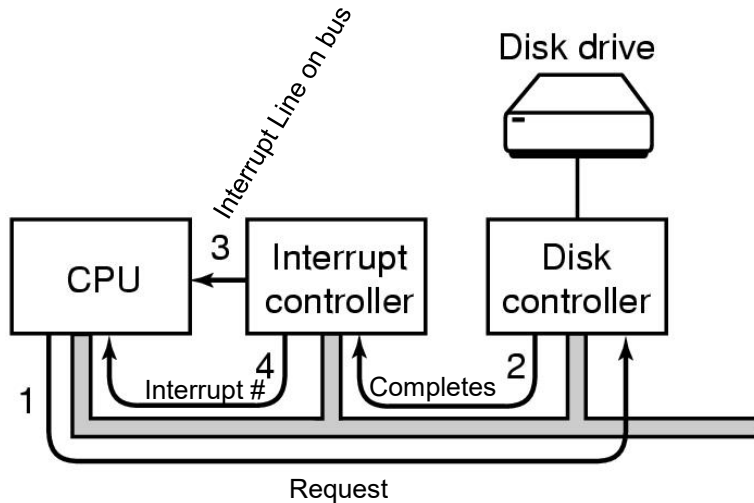 Interrupt Line on bus
Disk drive
CPU
3
Interrupt
controller
Disk
controller
1
Interrupt #
4
Completes
2
Request